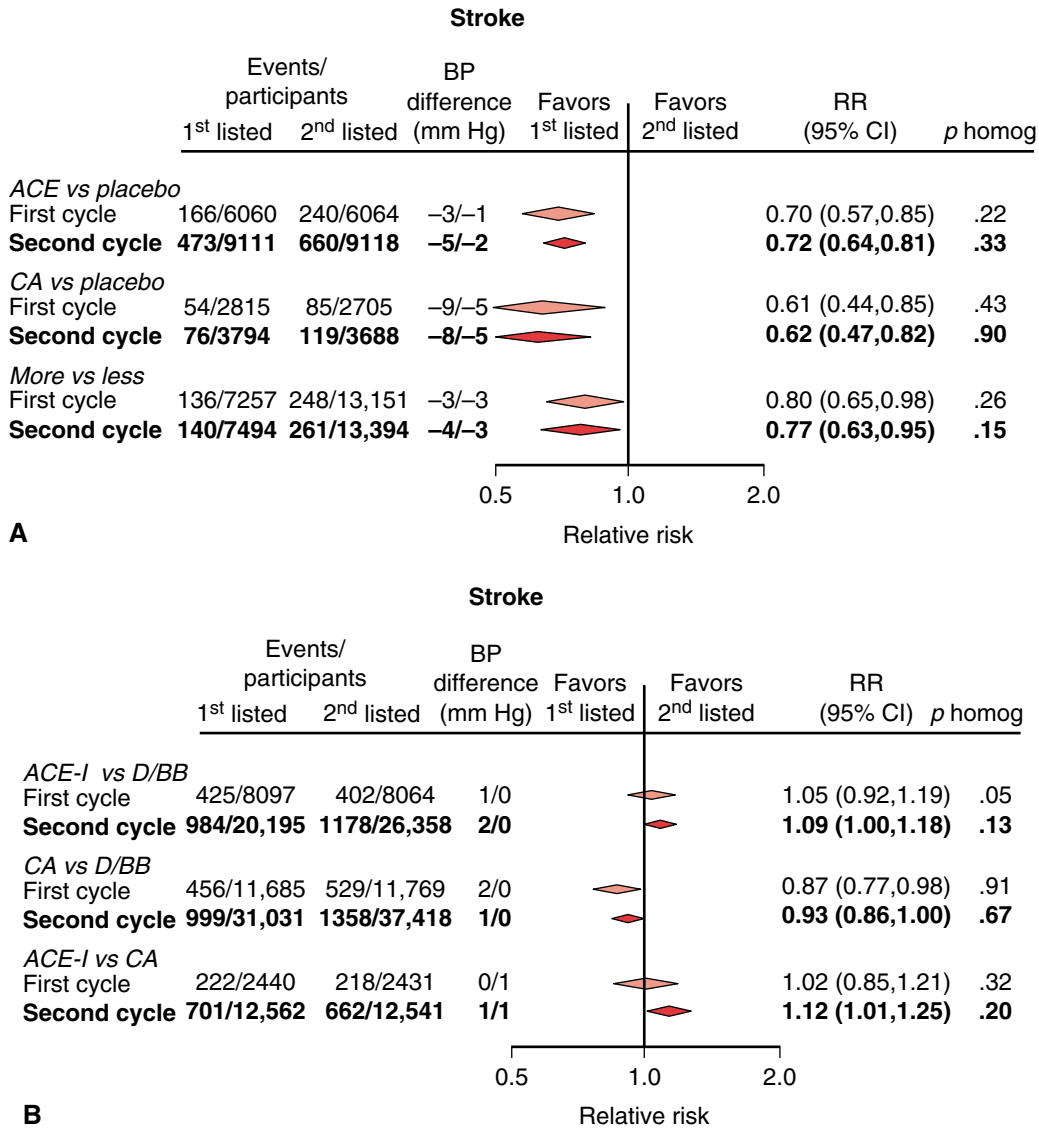 Stroke
Events/ participants
BP difference (mm Hg)
1st listed 2nd listed
Favors 1st listed
Favors 2nd listed
RR (95% CI)
p homog
ACE vs placebo
First cycle 166/6060 240/6064 –3/–1 0.70 (0.57,0.85) .22
Second cycle 473/9111 660/9118 –5/–2 0.72 (0.64,0.81) .33
CA vs placebo
First cycle 54/2815 85/2705 –9/–5 0.61 (0.44,0.85) .43
Second cycle 76/3794 119/3688 –8/–5 0.62 (0.47,0.82) .90
More vs less
First cycle 136/7257 248/13,151 –3/–3 0.80 (0.65,0.98) .26
Second cycle 140/7494 261/13,394 –4/–3 0.77 (0.63,0.95) .15
0.5 1.0 2.0
Relative risk
A
Stroke
Events/ participants
BP difference (mm Hg)
1st listed 2nd listed
Favors 1st listed
Favors 2nd listed
RR (95% CI)
p homog
ACE-I vs D/BB
First cycle 425/8097 402/8064 1/0 1.05 (0.92,1.19) .05
Second cycle 984/20,195 1178/26,358 2/0 1.09 (1.00,1.18) .13
CA vs D/BB
First cycle 456/11,685 529/11,769 2/0 0.87 (0.77,0.98) .91
Second cycle 999/31,031 1358/37,418 1/0 0.93 (0.86,1.00) .67
ACE-I vs CA
First cycle 222/2440 218/2431 0/1 1.02 (0.85,1.21) .32
Second cycle 701/12,562 662/12,541 1/1 1.12 (1.01,1.25) .20
0.5 1.0 2.0
Relative risk
B